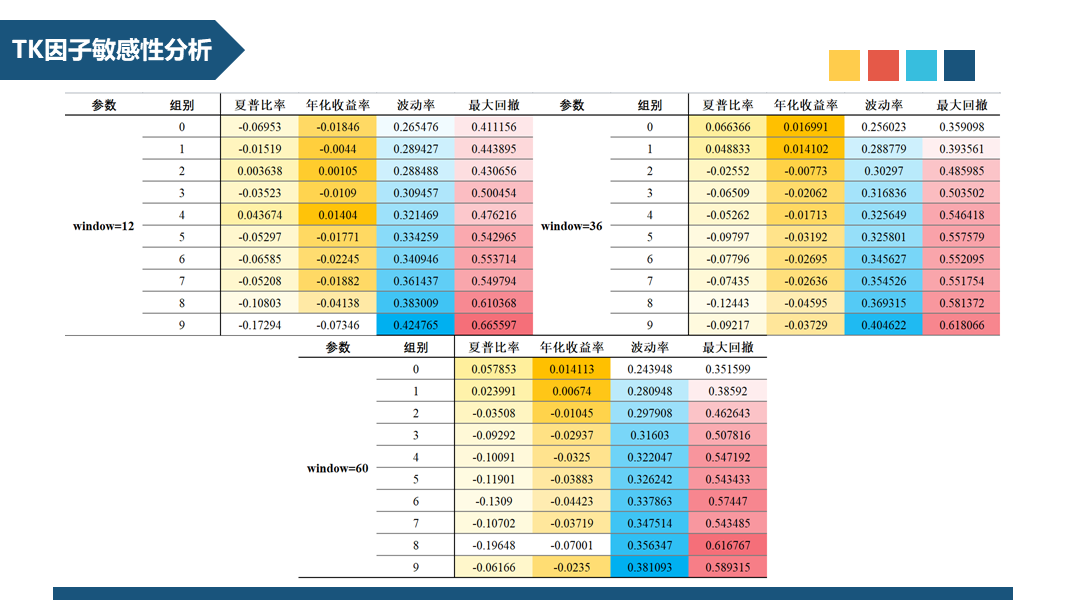 TK因子敏感性分析
参数 组别 夏普比率 年化收益率 波动率 最大回撤
window=12
0 -0.06953 -0.01846 0.265476 0.411156
1 -0.01519 -0.0044 0.289427 0.443895
2 0.003638 0.00105 0.288488 0.430656
3 -0.03523 -0.0109 0.309457 0.500454
4 0.043674 0.01404 0.321469 0.476216
5 -0.05297 -0.01771 0.334259 0.542965
6 -0.06585 -0.02245 0.340946 0.553714
7 -0.05208 -0.01882 0.361437 0.549794
8 -0.10803 -0.04138 0.383009 0.610368
9 -0.17294 -0.07346 0.424765 0.665597
参数 组别 夏普比率 年化收益率 波动率 最大回撤
window=36
0 0.066366 0.016991 0.256023 0.359098
1 0.048833 0.014102 0.288779 0.393561
2 -0.02552 -0.00773 0.30297 0.485985
3 -0.06509 -0.02062 0.316836 0.503502
4 -0.05262 -0.01713 0.325649 0.546418
5 -0.09797 -0.03192 0.325801 0.557579
6 -0.07796 -0.02695 0.345627 0.552095
7 -0.07435 -0.02636 0.354526 0.551754
8 -0.12443 -0.04595 0.369315 0.581372
9 -0.09217 -0.03729 0.404622 0.618066
参数 组别 夏普比率 年化收益率 波动率 最大回撤
window=60
0 0.057853 0.014113 0.243948 0.351599
1 0.023991 0.00674 0.280948 0.38592
2 -0.03508 -0.01045 0.297908 0.462643
3 -0.09292 -0.02937 0.31603 0.507816
4 -0.10091 -0.0325 0.322047 0.547192
5 -0.11901 -0.03883 0.326242 0.543433
6 -0.1309 -0.04423 0.337863 0.57447
7 -0.10702 -0.03719 0.347514 0.543485
8 -0.19648 -0.07001 0.356347 0.616767
9 -0.06166 -0.0235 0.381093 0.589315